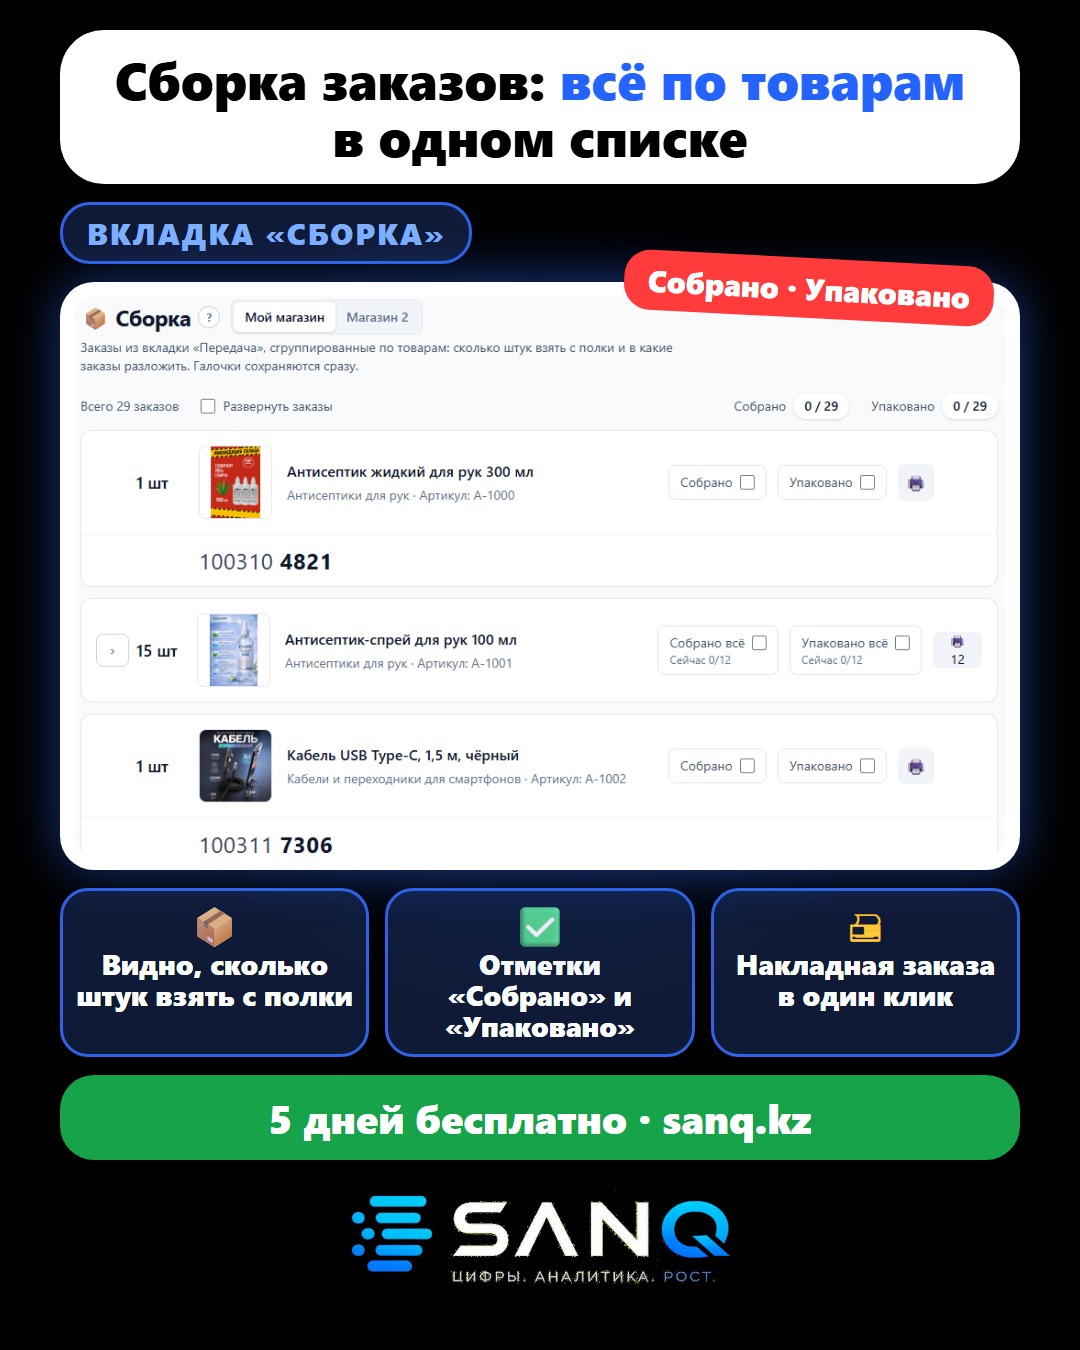 Сборка заказов: всё по товарам
в одном списке
ВКЛАДКА «СБОРКА»
Собрано · Упаковано
Сборка ? Мой магазин Магазин 2
Заказы из вкладки «Передача», сгруппированные по товарам: сколько штук взять с полки и в какие
заказы разложить. Галочки сохраняются сразу.
Всего 29 заказов Развернуть заказы Собрано 0 / 29 Упаковано 0 / 29
1 шт Антисептик жидкий для рук 300 мл Собрано Упаковано
Антисептики для рук · Артикул: A-1000
100310 4821
15 шт Антисептик-спрей для рук 100 мл Собрано всё Упаковано всё
Антисептики для рук · Артикул: A-1001 Сейчас 0/12 Сейчас 0/12 12
КАБЕЛЬ
1 шт Кабель USB Type-C, 1,5 м, чёрный Собрано Упаковано
Кабели и переходники для смартфонов · Артикул: A-1002
100311 7306
Видно, сколько
штук взять с полки
Отметки
«Собрано» и
«Упаковано»
Накладная заказа
в один клик
5 дней бесплатно · sanq.kz
SANQ
ЦИФРЫ. АНАЛИТИКА. РОСТ.